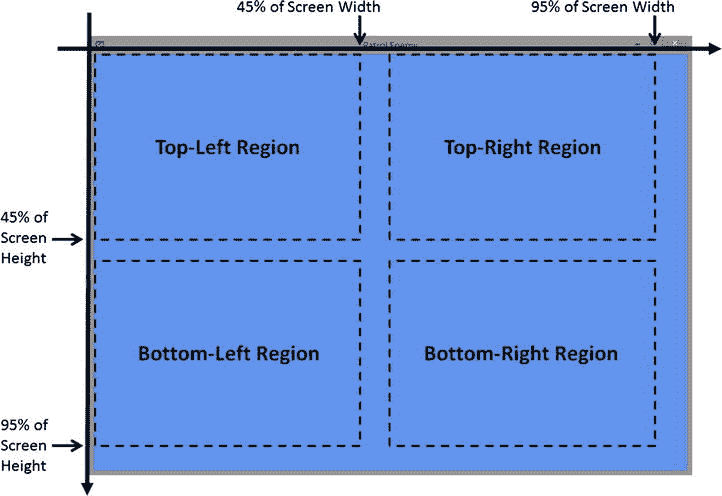 45% of Screen Width
95% of Screen Width
Top-Left Region
Top-Right Region
45% of
Screen
Height
Bottom-Left Region
Bottom-Right Region
95% of
Screen
Height